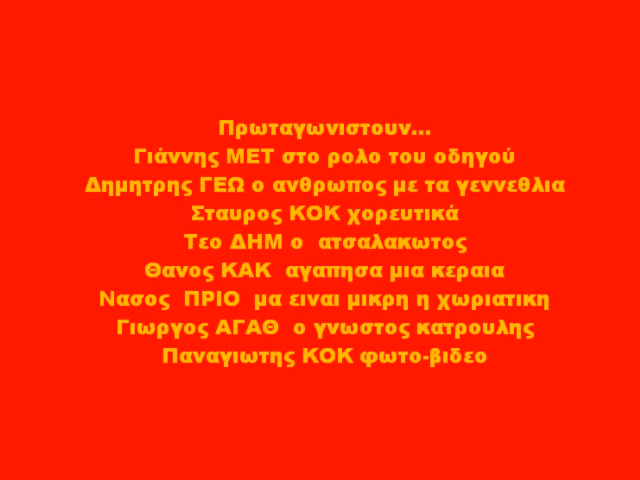 Πρωταγωνιστουν...
Γιάννης ΜΕΤ στο ρολο του οδηγού
Δημητρης ΓΕΩ ο ανθρωπος με τα γεννεθλια
Σταυρος ΚΟΚ χορευτικά
Τεο ΔΗΜ ο ατσαλακωτος
Θανος ΚΑΚ αγαπησα μια κεραια
Νασος ΠΡΙΟ μα ειναι μικρη η χωριατικη
Γιωργος ΑΓΑΘ ο γνωστος κατρουλης
Παναγιωτης ΚΟΚ φωτο-βιδεο